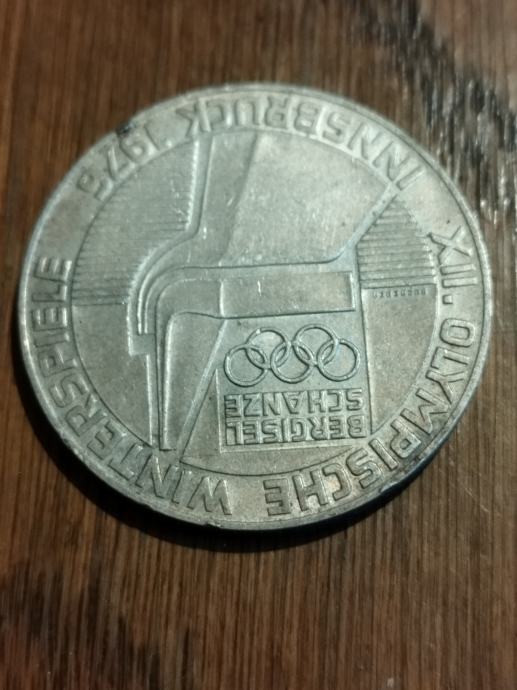 XII. OLYMPISCHE WINTERSPIELE
INNSBRUCK 1976
BERGISEL
SCHANZE